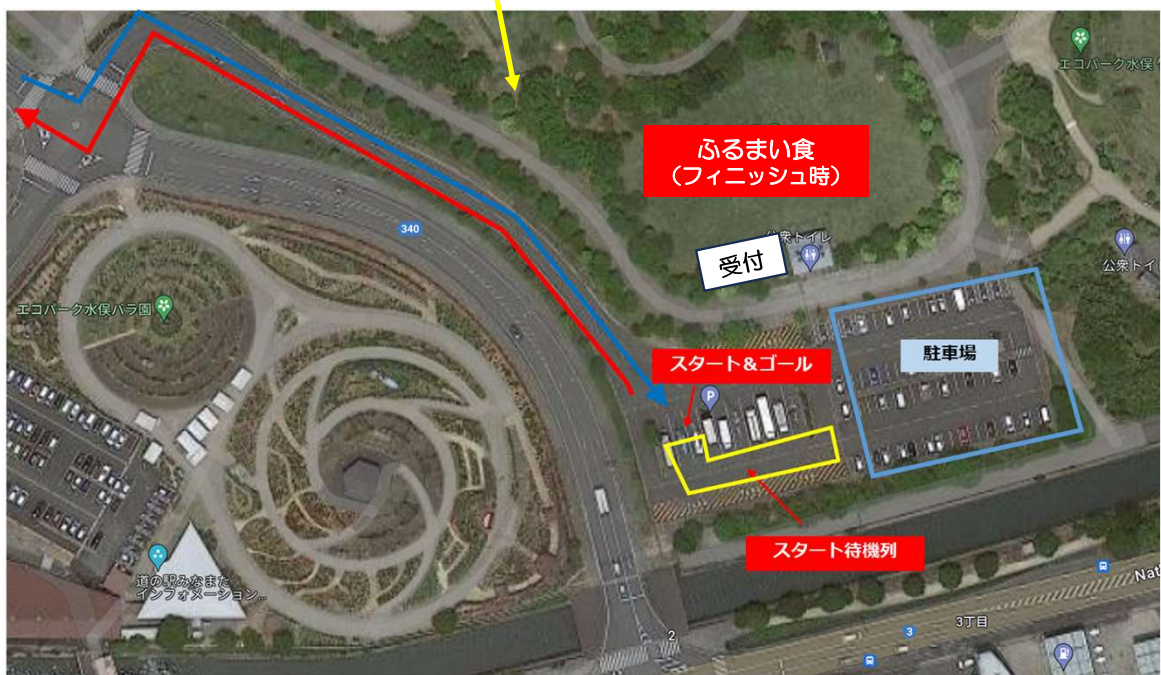 エコパーク水俣
ふるまい食
（フィニッシュ時）
340
公衆トイレ
受付
公衆トイ
エコパーク水俣バラ園
駐車場
スタート＆ゴール
P
スタート待機列
道の駅みなまた
インフォメーション...
Nat
3丁目
3
2